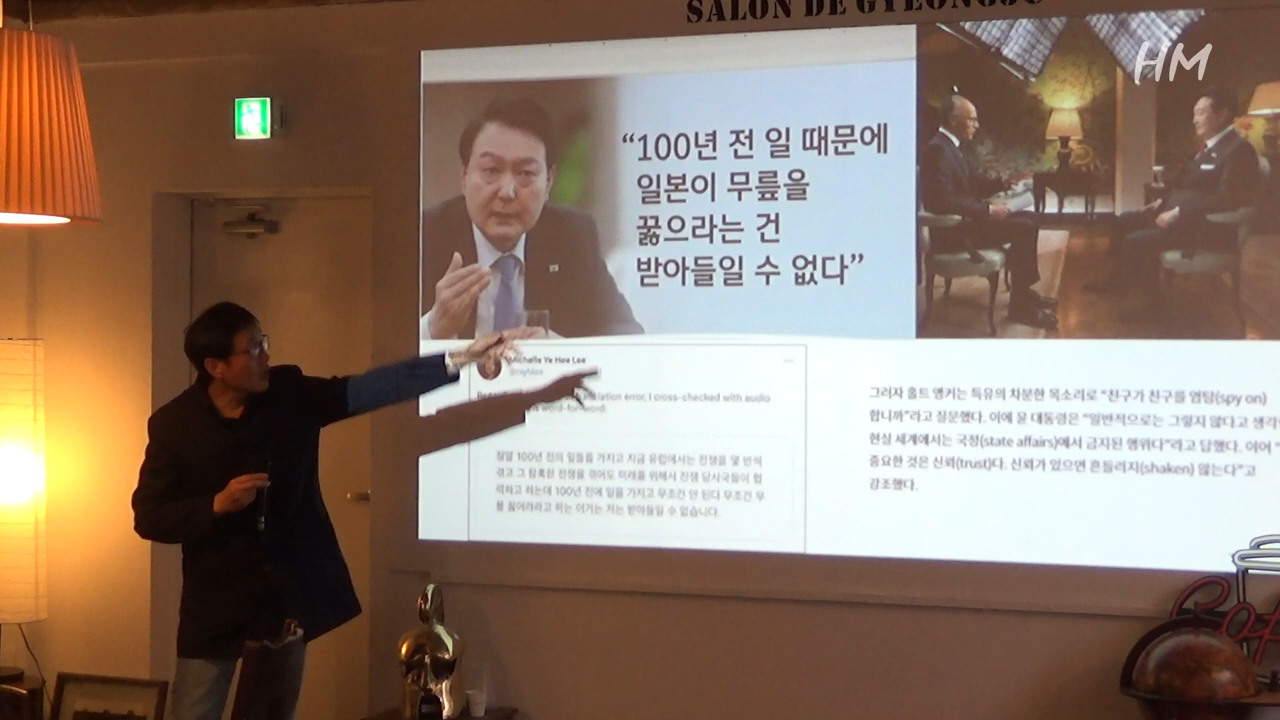 SALON DE GYEONGJU
HM
“100년 전 일 때문에
일본이 무릎을
꿇으라는 건
받아들일 수 없다”
Michelle Ye Hee Lee
error, I cross-checked with audio
word-for-word
정말 100년 전의 일들을 가지고 지금 유럽에서는 전쟁을 몇 번씩
겪고 그 참혹한 전쟁을 겪어도 미래를 위해서 전쟁 당사국들이 협
력하고 하는데 100년 전에 일을 가지고 무조건 안 된다 무조건 무
릎 꿇어라라고 하는 이거는 저는 받아들일 수 없습니다.
그러자 홀트 앵커는 특유의 차분한 목소리로 “친구가 친구를 염탐(spy on)
합니까”라고 질문했다. 이에 윤 대통령은 “일반적으로는 그렇지 않다고 생각
현실 세계에서는 국정(state affairs)에서 금지된 행위다”라고 답했다. 이어 “
중요한 것은 신뢰(trust)다. 신뢰가 있으면 흔들리지(shaken) 않는다”고
강조했다.